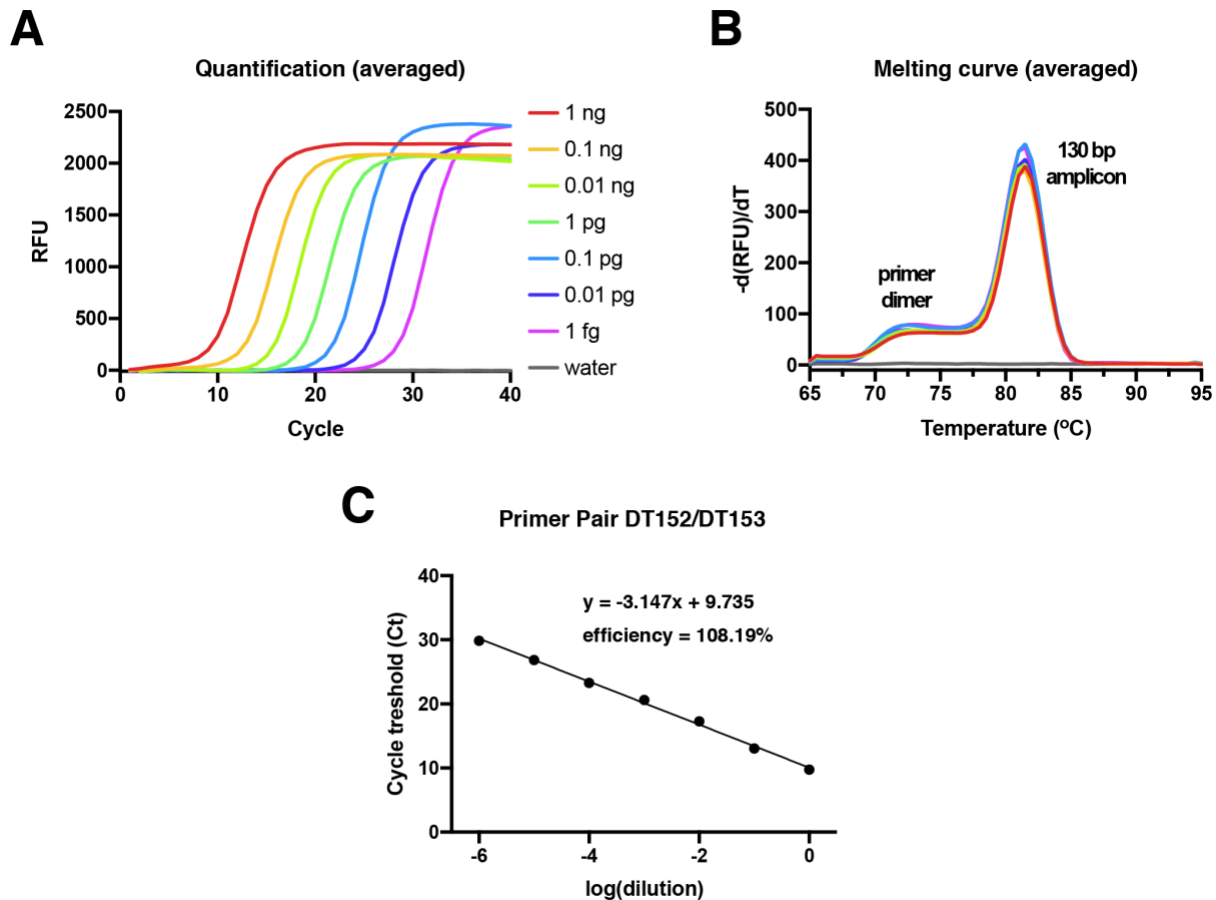 A
Quantification (averaged)
RFU
2500
2000
1500
1000
500
0
0
10
20
30
40
Cycle
1 ng
0.1 ng
0.01 ng
1 pg
0.1 pg
0.01 pg
1 fg
water
B
Melting curve (averaged)
-d(RFU)/dT
500
400
300
200
100
0
130 bp
amplicon
primer
dimer
65
70
75
80
85
90
95
Temperature (ºC)
C
Primer Pair DT152/DT153
Cycle treshold (Ct)
40
30
20
10
0
y = -3.147x + 9.735
efficiency = 108.19%
-6
-4
-2
0
log(dilution)